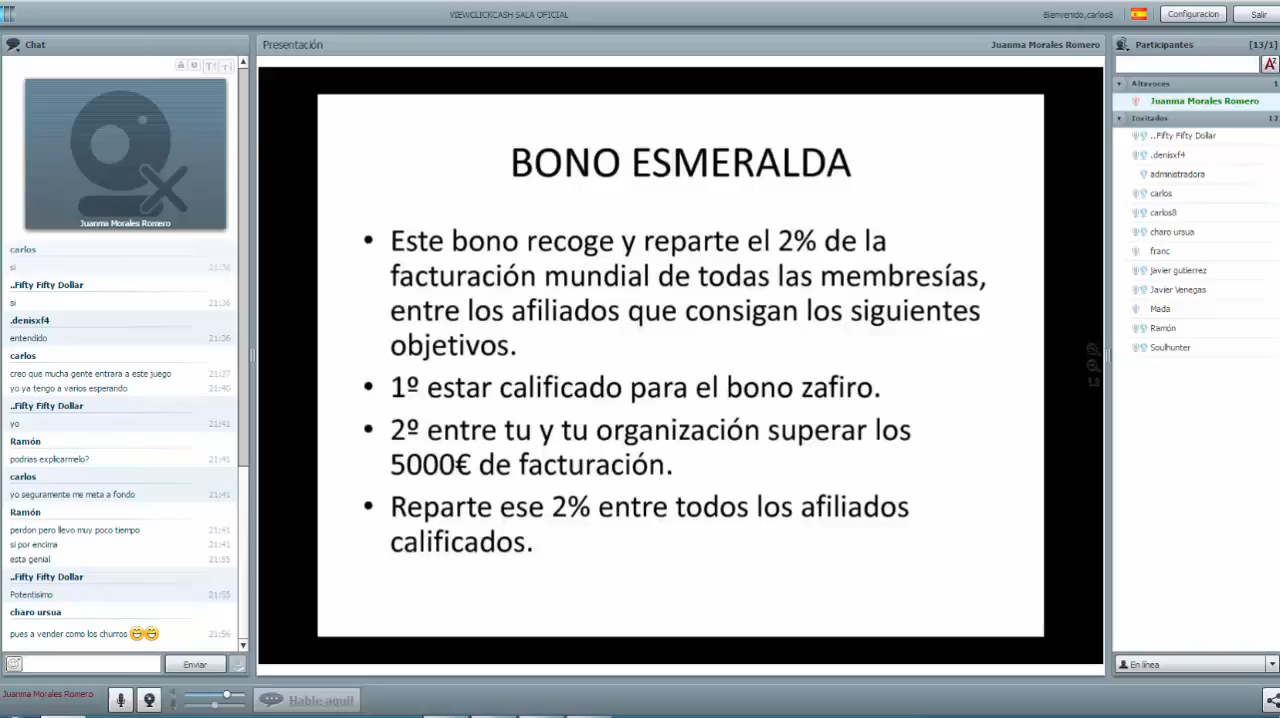 VIEWCLICKCASH SALA OFICIAL
Bienvenido,carlos8
Configuracion
Salir
Chat
Juanma Morales Romero
carlos
si 21:36
..Fifty Fifty Dollar
si 21:36
.denisxf4
entendido 21:36
carlos
creo que mucha gente entrara a este juego 21:37
yo ya tengo a varios esperando 21:40
..Fifty Fifty Dollar
yo 21:41
Ramón
podrias explicarmelo? 21:41
carlos
yo seguramente me meta a fondo 21:41
Ramón
perdon pero llevo muy poco tiempo 21:41
si por encima 21:41
esta genial 21:55
..Fifty Fifty Dollar
Potentisimo 21:55
charo ursua
pues a vender como los churros 21:56
Enviar
Presentación
Juanma Morales Romero
BONO ESMERALDA
• Este bono recoge y reparte el 2% de la
facturación mundial de todas las membresías,
entre los afiliados que consigan los siguientes
objetivos.
• 1º estar calificado para el bono zafiro.
• 2º entre tu y tu organización superar los
5000€ de facturación.
• Reparte ese 2% entre todos los afiliados
calificados.
Participantes [13/1]
Altavoces 1
Juanma Morales Romero
Invitados 12
..Fifty Fifty Dollar
.denisxf4
administradora
carlos
carlos8
charo ursua
franc
Javier gutierrez
Javier Venegas
Mada
Ramón
Soulhunter
En línea
Juanma Morales Romero
Hable aquí!